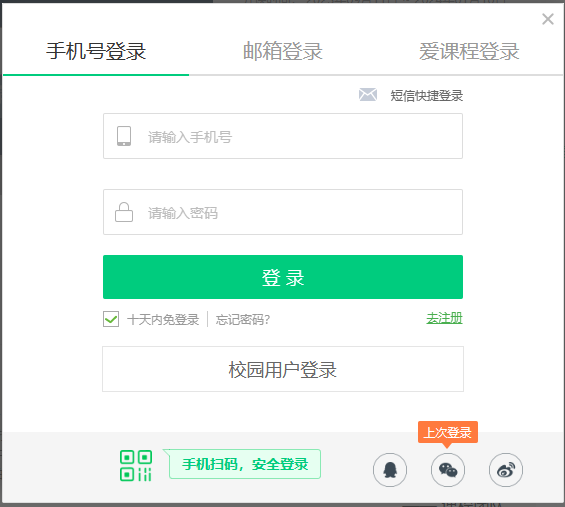 手机号登录
邮箱登录
爱课程登录
短信快捷登录
请输入手机号
请输入密码
登 录
十天内免登录
忘记密码?
去注册
校园用户登录
上次登录
手机扫码，安全登录